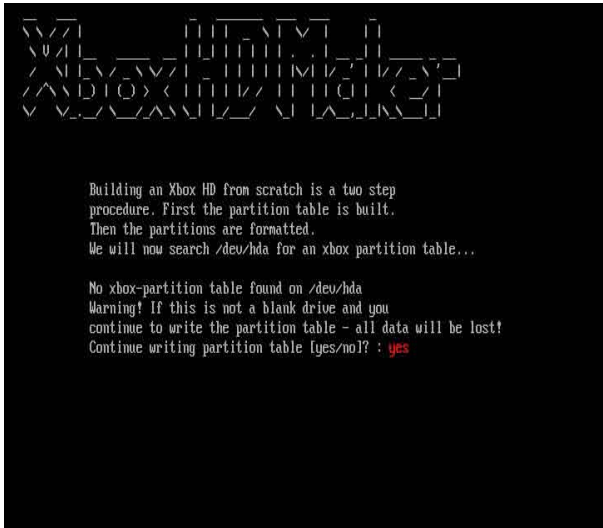 Xbox HD Maker
Building an Xbox HD from scratch is a two step
procedure. First the partition table is built.
Then the partitions are formatted.
We will now search /dev/hda for an xbox partition table...
No xbox-partition table found on /dev/hda
Warning! If this is not a blank drive and you
continue to write the partition table - all data will be lost!
Continue writing partition table [yes/no]? : yes